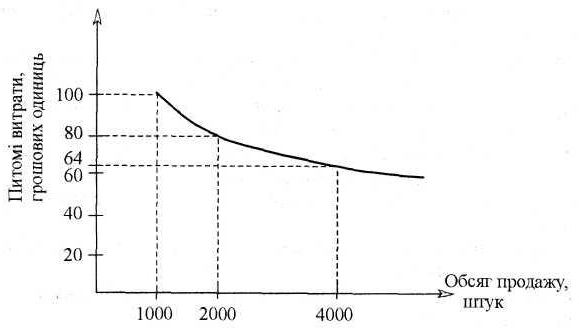 Питомі витрати,
грошових одиниць
100
80
64
60
40
20
1000
2000
4000
Обсяг продажу,
штук